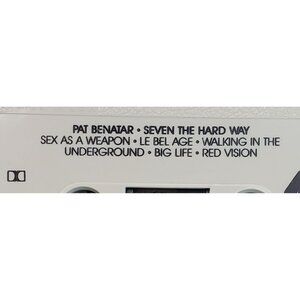 PAT BENATAR • SEVEN THE HARD WAY
SEX AS A WEAPON • LE BEL AGE • WALKING IN THE
UNDERGROUND • BIG LIFE • RED VISION